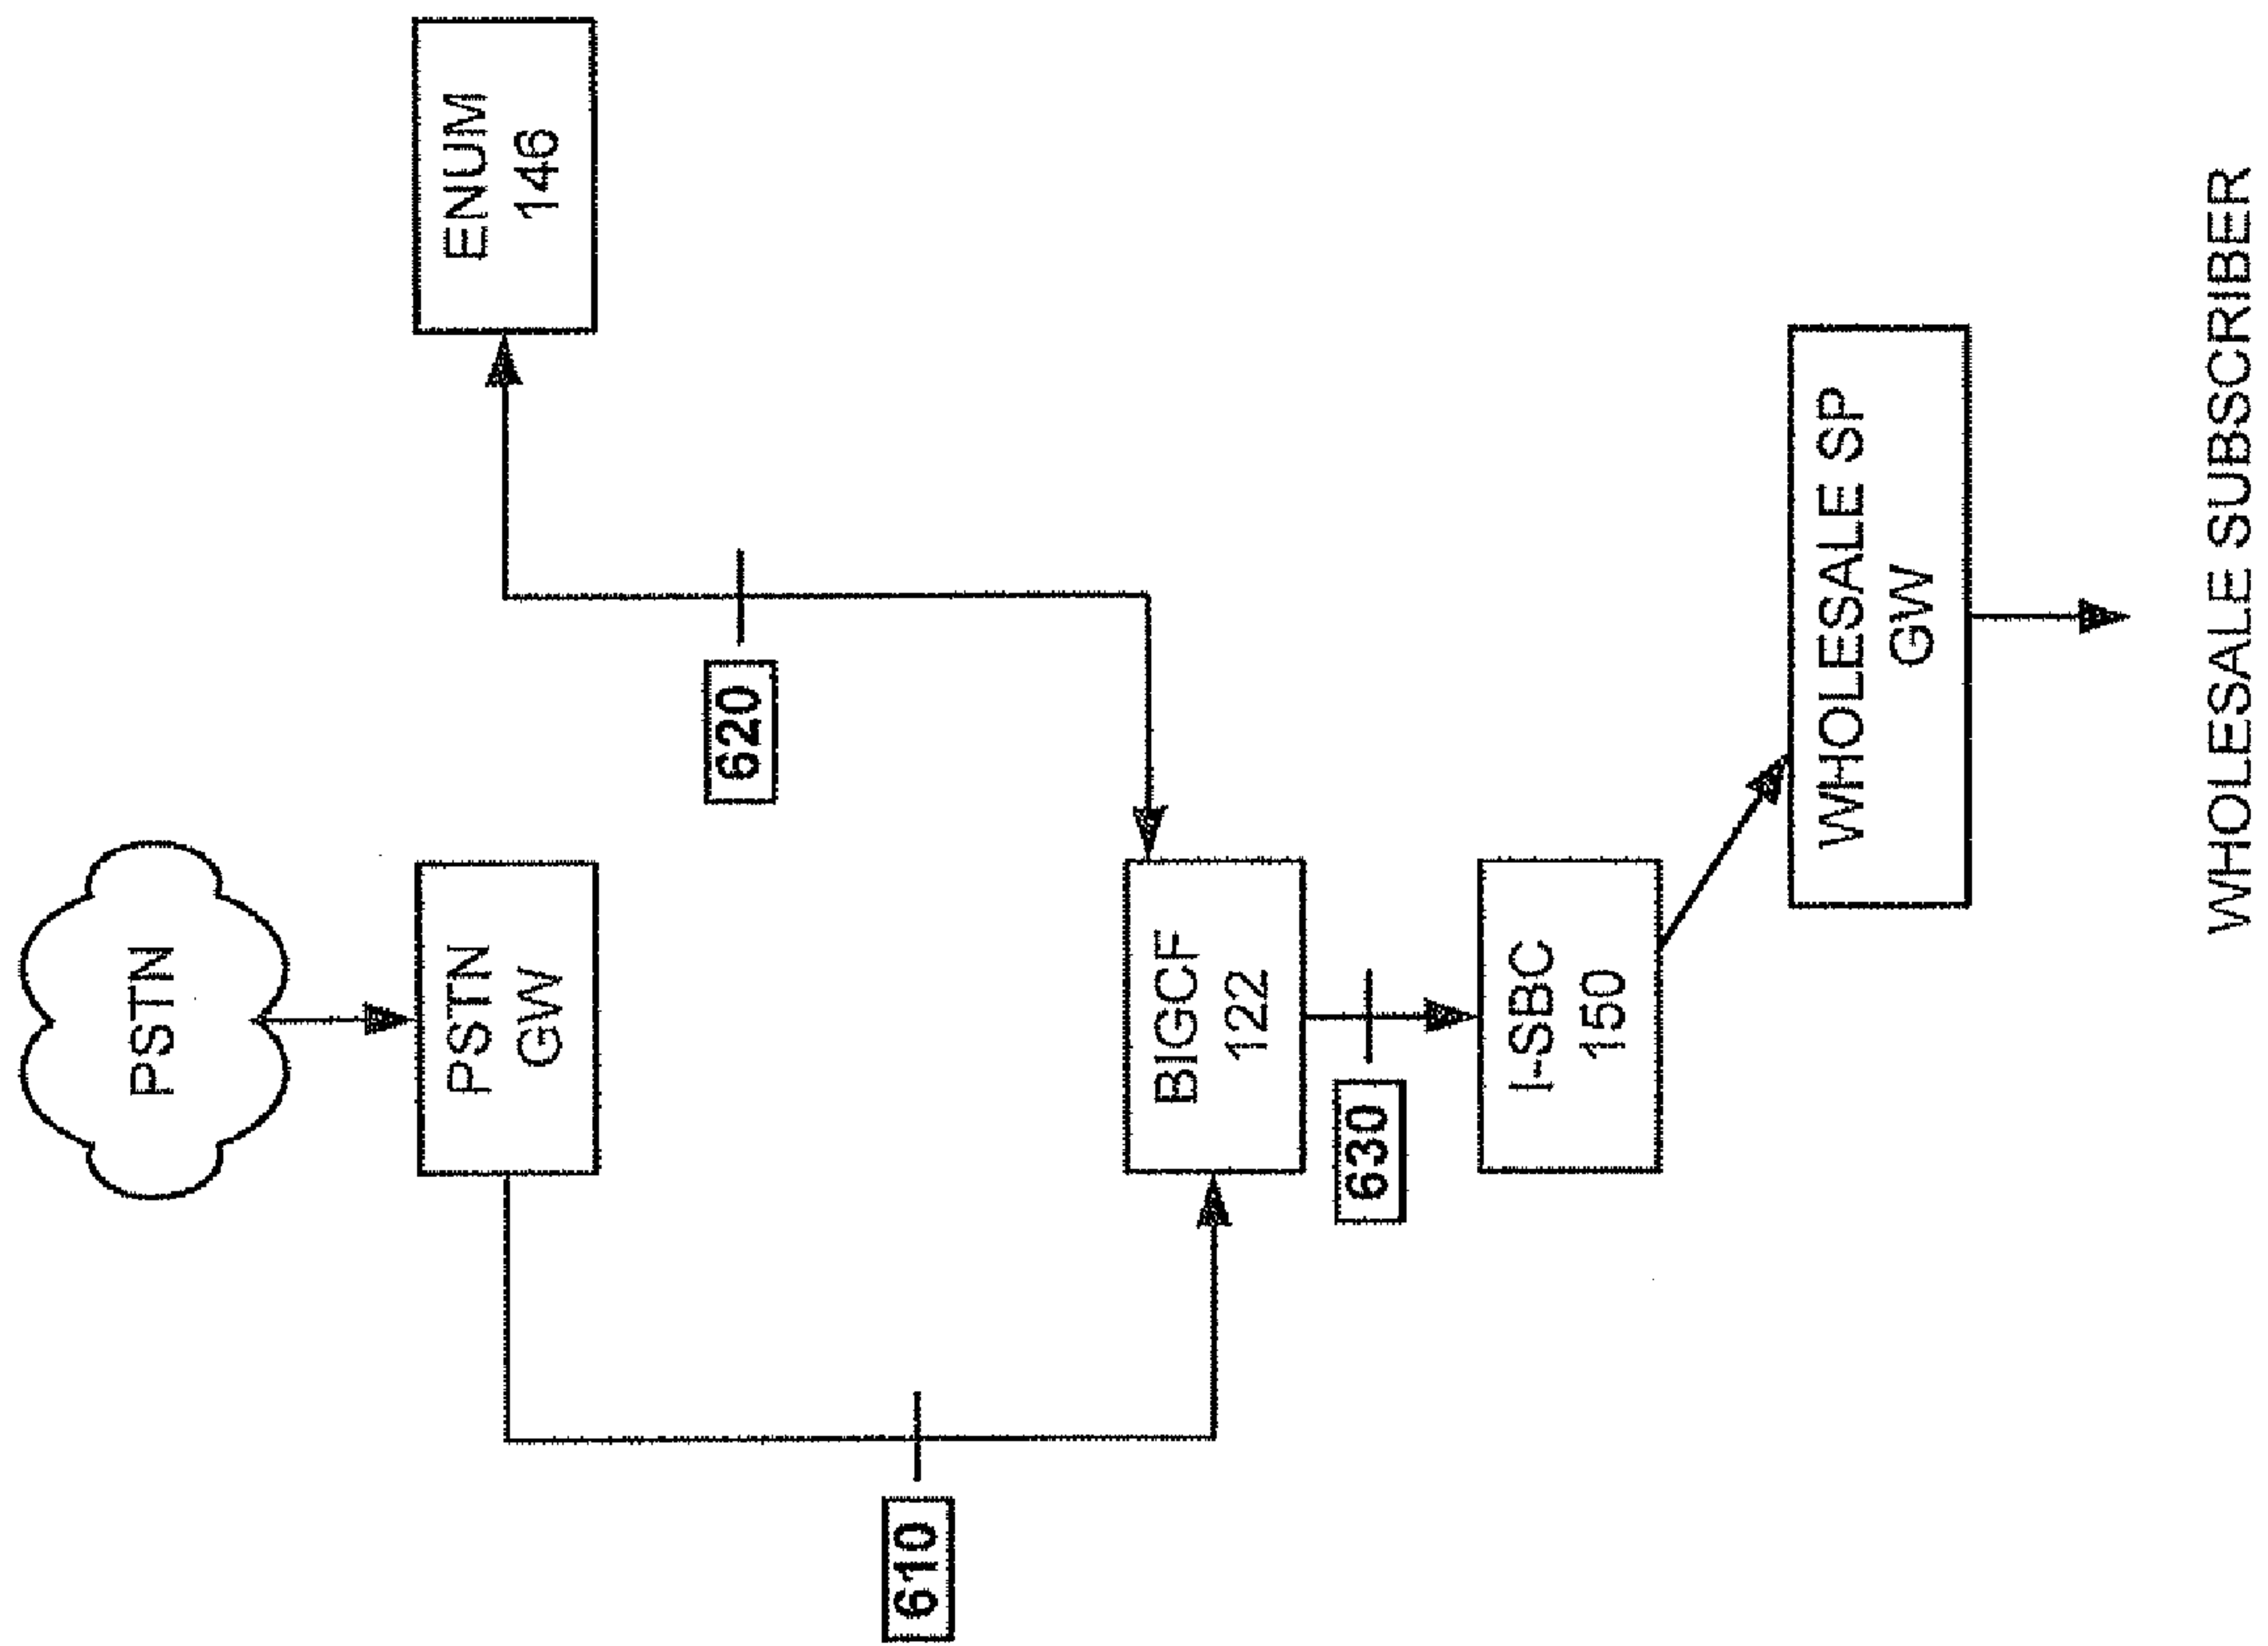 PSTN
PSTN
GW
ENUM
146
620
610
BIGCF
122
630
I-SBC
150
WHOLESALE SP
GW
WHOLESALE SUBSCRIBER